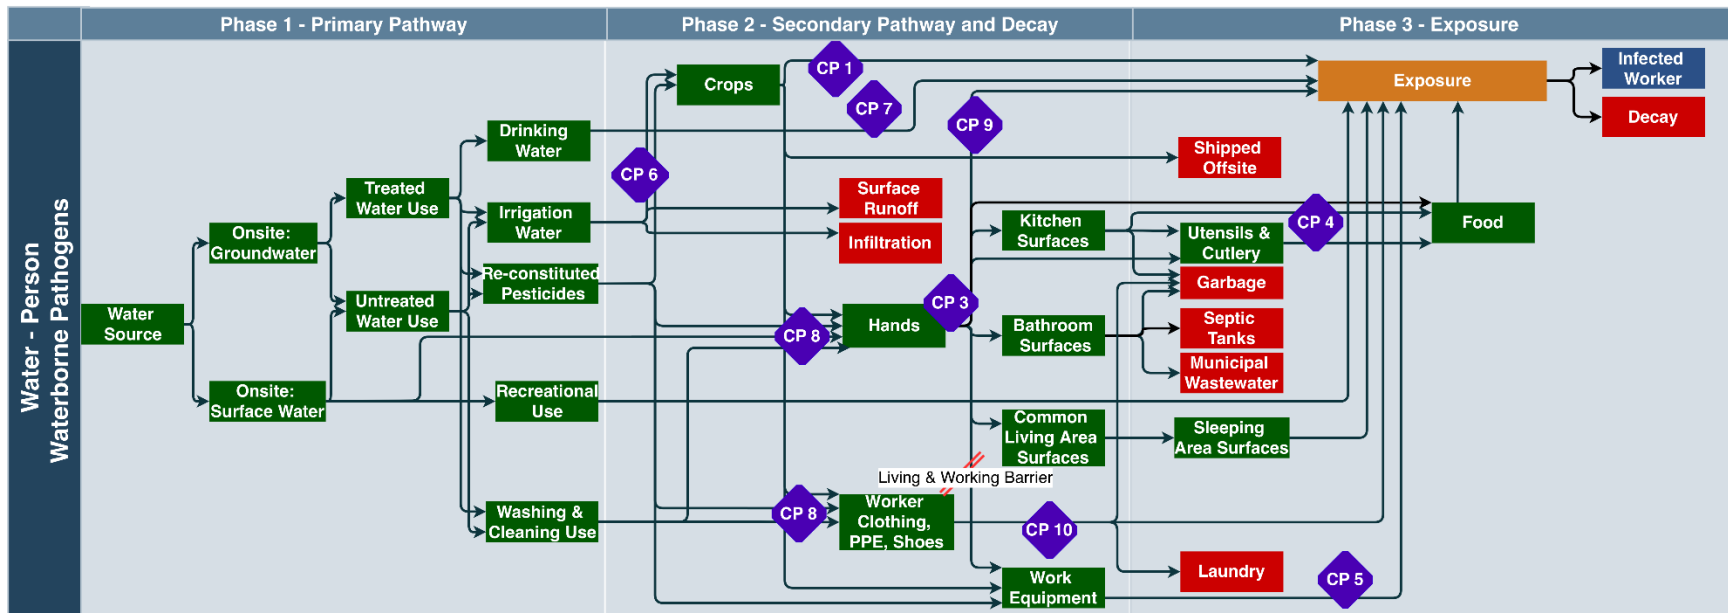 Phase 1 - Primary Pathway
Phase 2 - Secondary Pathway and Decay
Phase 3 - Exposure
Water - Person
Waterborne Pathogens
Water
Source
Onsite:
Groundwater
Onsite:
Surface Water
Treated
Water Use
Untreated
Water Use
Drinking
Water
Irrigation
Water
Re-constituted
Pesticides
Recreational
Use
Washing &
Cleaning Use
CP 6
Crops
CP 1
CP 7
CP 9
Surface
Runoff
Infiltration
CP 8
Hands
CP 3
Kitchen
Surfaces
Bathroom
Surfaces
Common
Living Area
Surfaces
Living & Working Barrier
CP 8
Worker
Clothing,
PPE, Shoes
CP 10
Work
Equipment
Shipped
Offsite
Utensils &
Cutlery
Garbage
Septic
Tanks
Municipal
Wastewater
Sleeping
Area Surfaces
Laundry
CP 4
CP 5
Exposure
Food
Infected
Worker
Decay